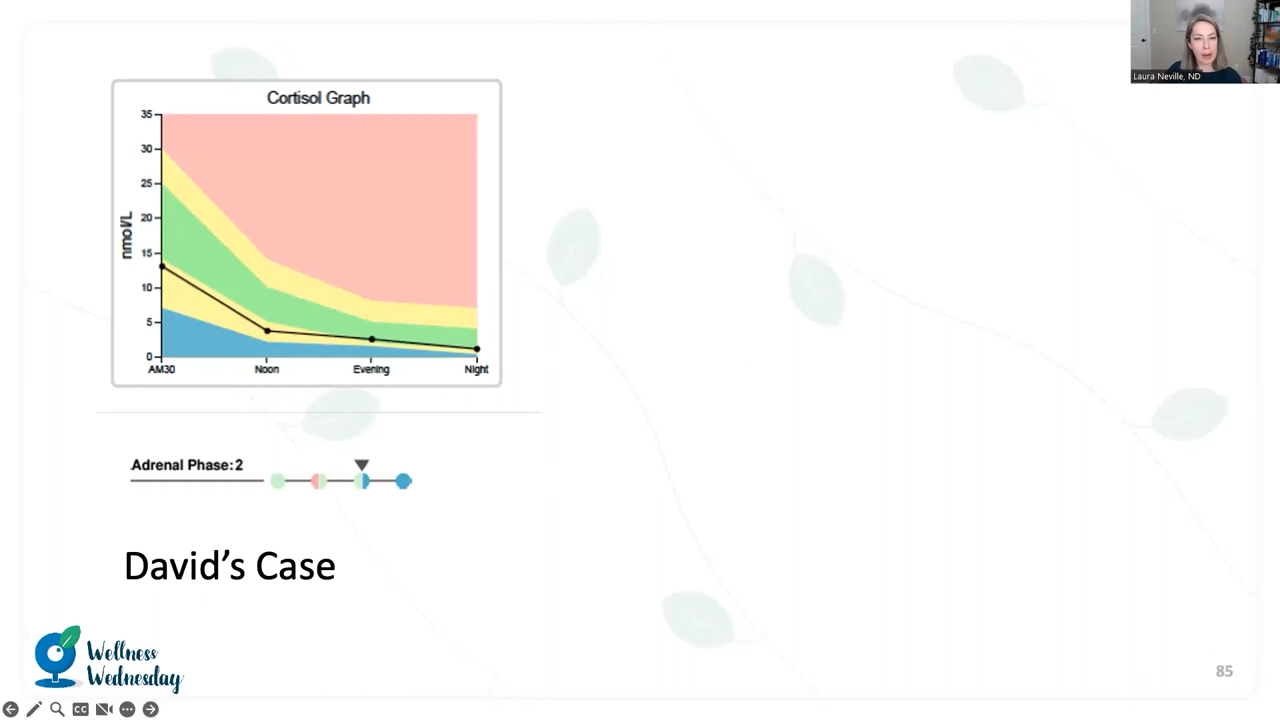 Laura Neville, ND
Cortisol Graph
35
30
25
20
15
10
5
0
nmol/L
AM30 Noon Evening Night
Adrenal Phase:2
David’s Case
Wellness
Wednesday
85
CC